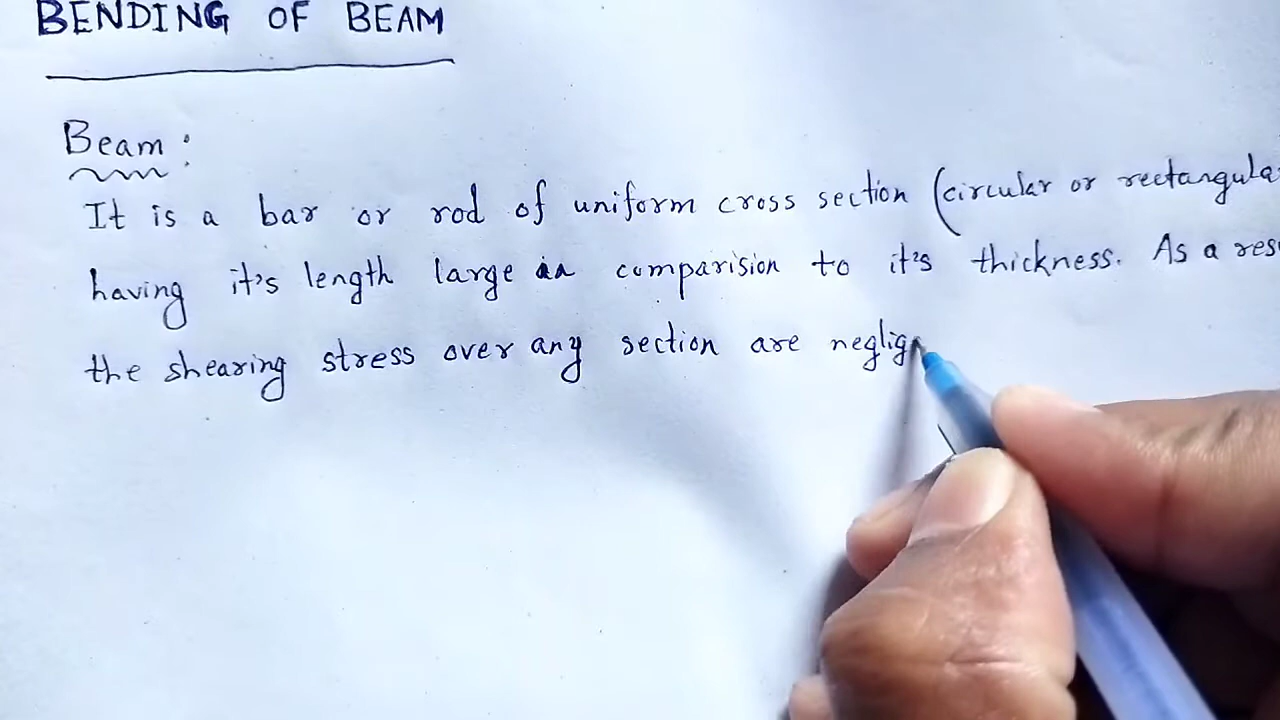 BENDING OF BEAM
Beam :
It is a bar or rod of uniform cross section (circular or rectangular
having it's length large in comparision to it's thickness. As a res
the shearing stress over any section are neglig